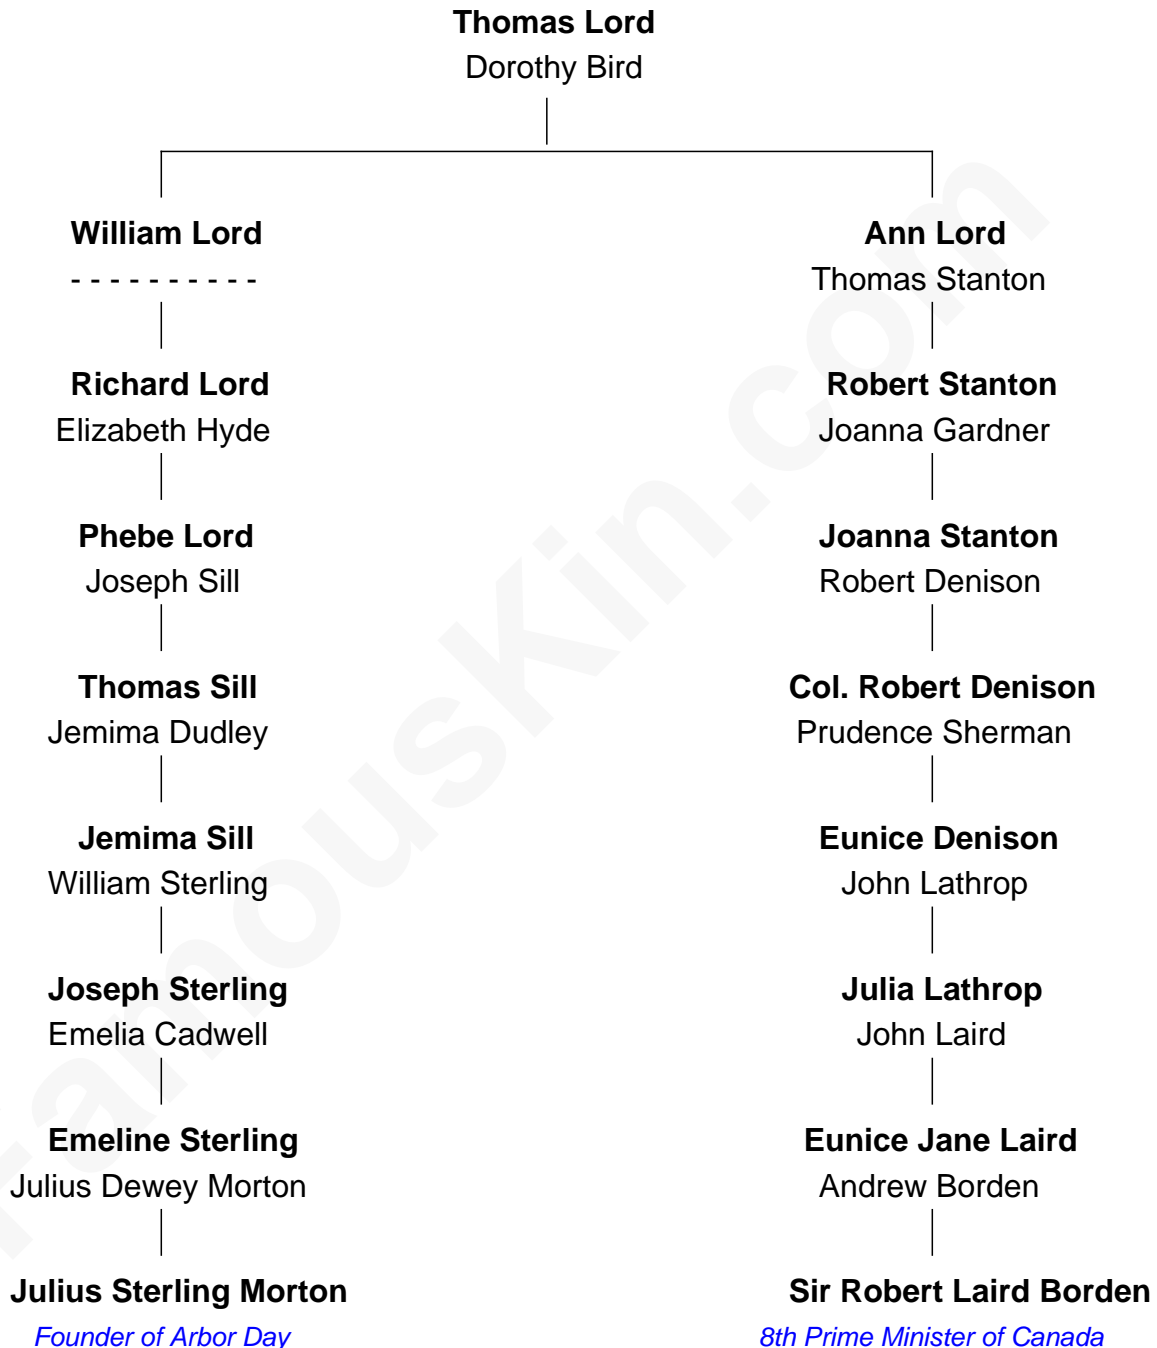 Thomas Lord
Dorothy Bird
William Lord
Ann Lord
- - - - - - - - - -
Thomas Stanton
Richard Lord
Robert Stanton
Elizabeth Hyde
Joanna Gardner
Phebe Lord
Joanna Stanton
Joseph Sill
Robert Denison
Thomas Sill
Col. Robert Denison
Jemima Dudley
Prudence Sherman
Jemima Sill
Eunice Denison
William Sterling
John Lathrop
Joseph Sterling
Julia Lathrop
Emelia Cadwell
John Laird
Emeline Sterling
Eunice Jane Laird
Julius Dewey Morton
Andrew Borden
Julius Sterling Morton
Sir Robert Laird Borden
Founder of Arbor Day
8th Prime Minister of Canada
FamousKin.com